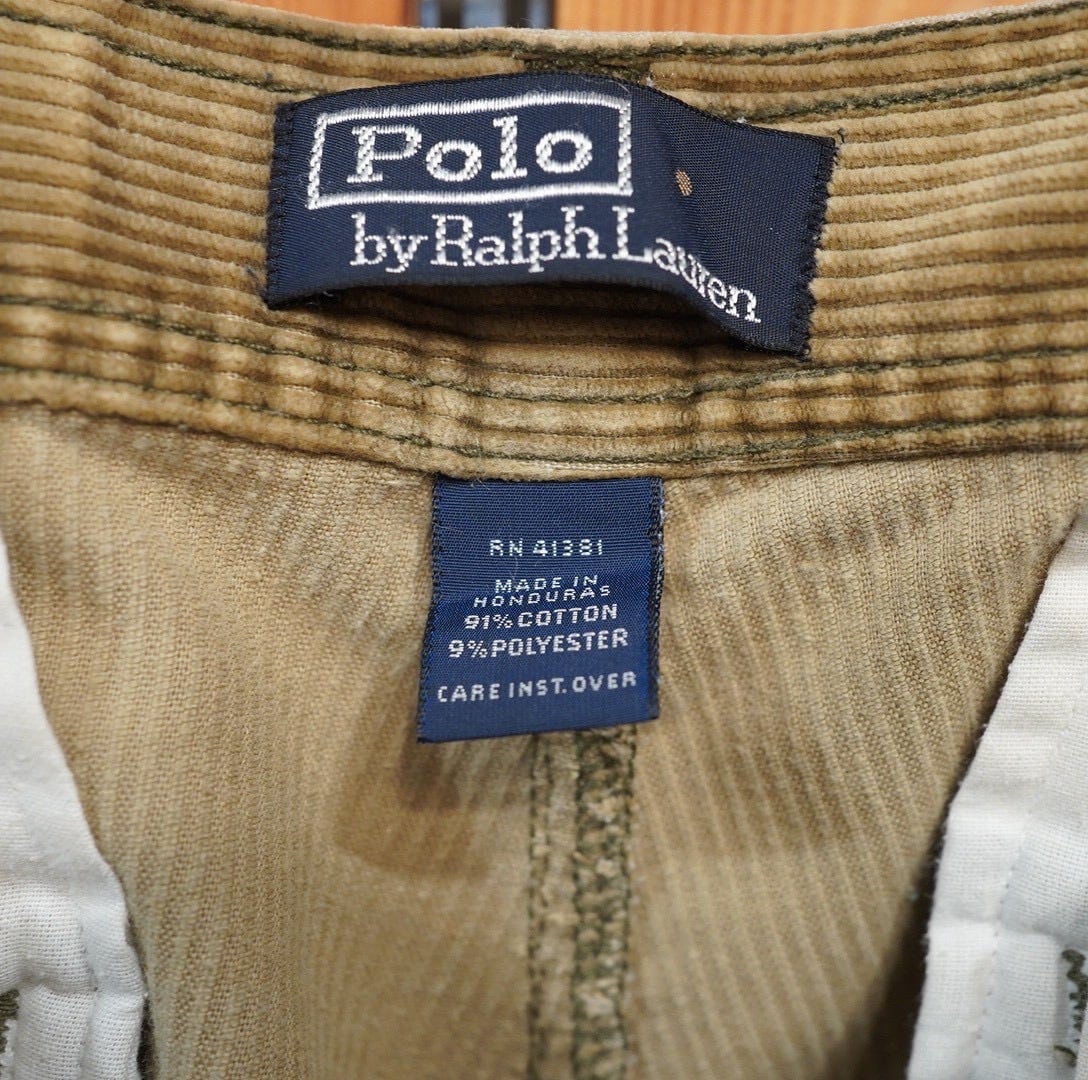 Polo
by Ralph Lauren
RN 41381
MADE IN
HONDURAS
91% COTTON
9% POLYESTER
CARE INST. OVER